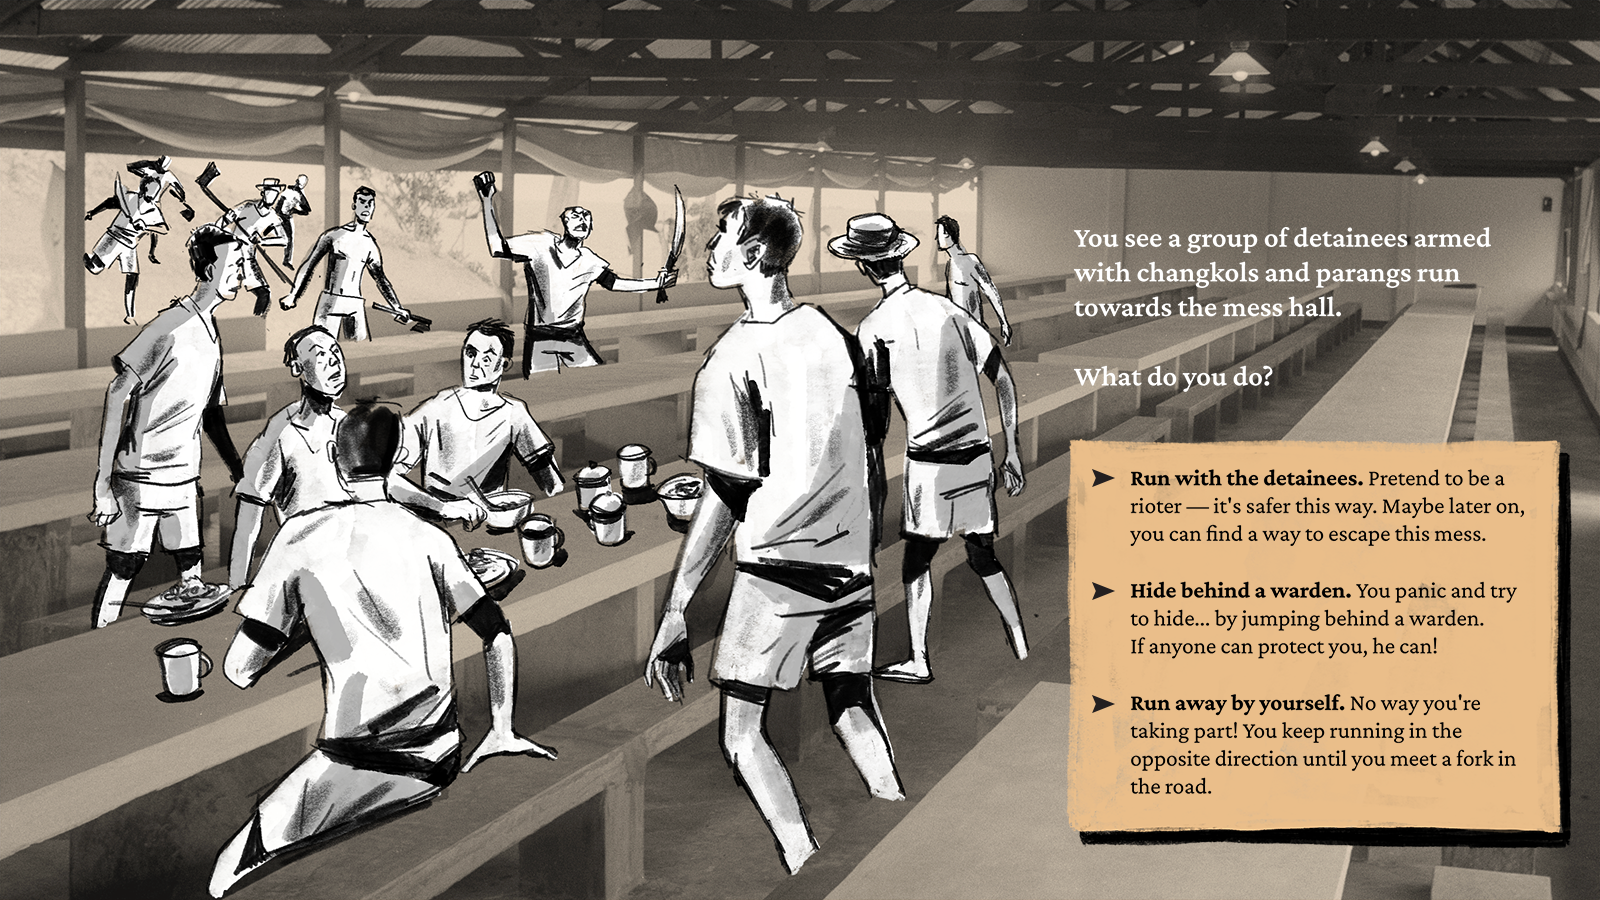 You see a group of detainees armed
with changkols and parangs run
towards the mess hall.
What do you do?
Run with the detainees. Pretend to be a
rioter — it's safer this way. Maybe later on,
you can find a way to escape this mess.
Hide behind a warden. You panic and try
to hide... by jumping behind a warden.
If anyone can protect you, he can!
Run away by yourself. No way you're
taking part! You keep running in the
opposite direction until you meet a fork in
the road.